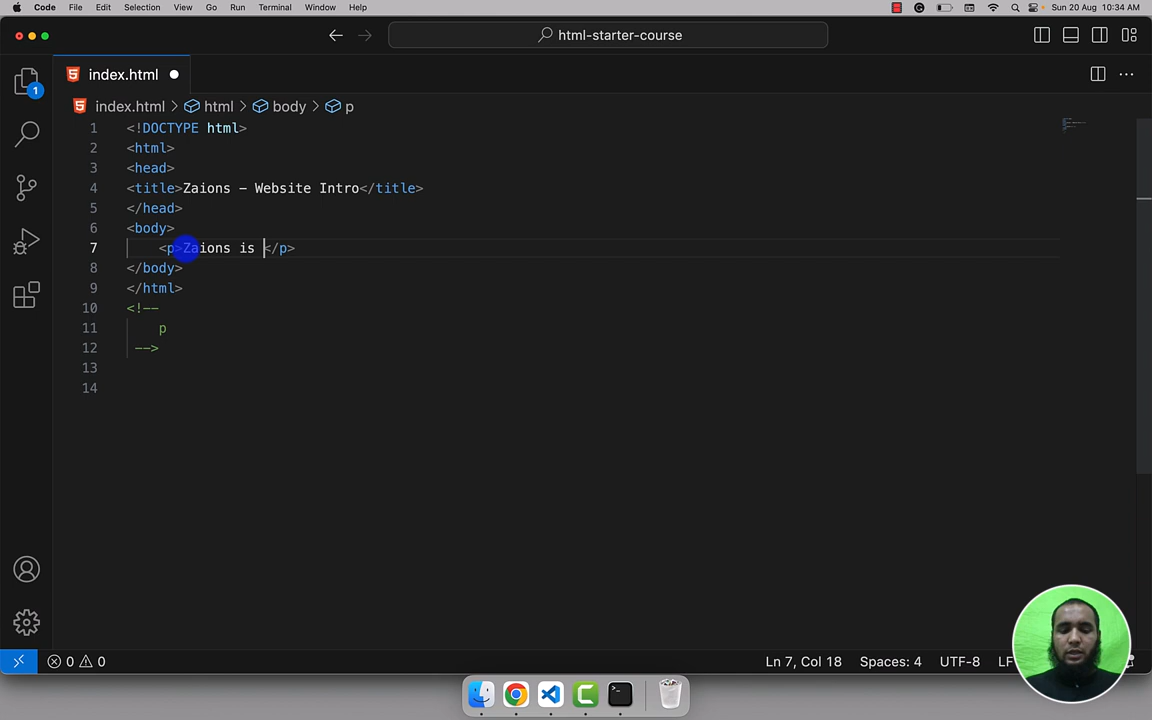 Code File Edit Selection View Go Run Terminal Window Help Sun 20 Aug 10:34 AM
html-starter-course
index.html
1
index.html > html > body > p
1 <!DOCTYPE html>
2 <html>
3 <head>
4 <title>Zaions – Website Intro</title>
5 </head>
6 <body>
7 <p>Zaions is </p>
8 </body>
9 </html>
10 <!--
11 p
12 -->
13
14
0 0 Ln 7, Col 18 Spaces: 4 UTF-8 LF